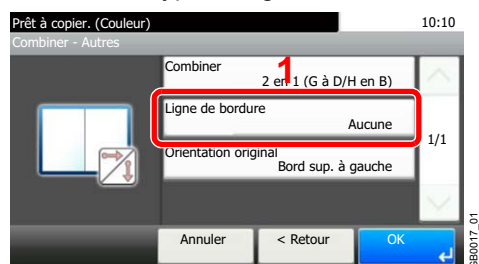 Prêt à copier. (Couleur) 10:10
Combiner - Autres
Combiner
1
2 en 1 (G à D/H en B)
Ligne de bordure
Aucune
1/1
Orientation original
Bord sup. à gauche
Annuler < Retour OK
GB0017_01